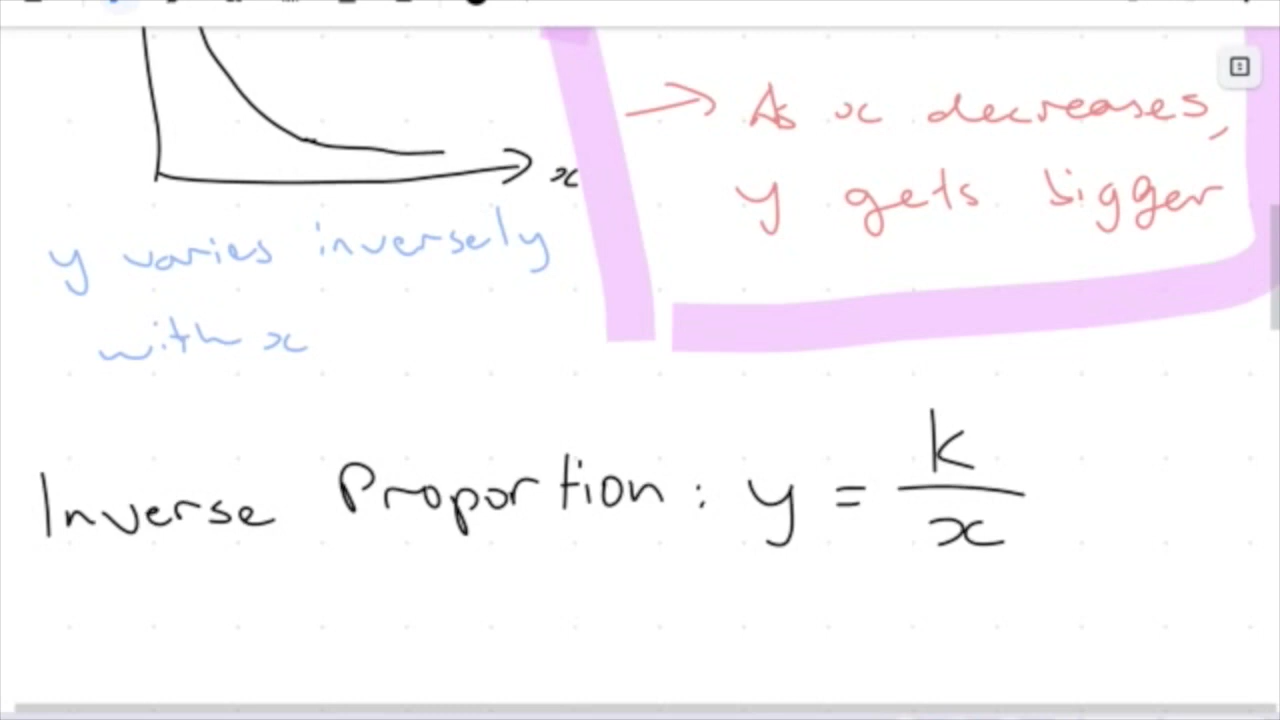 → As x decreases,
y gets bigger
x
y varies inversely
with x
Inverse Proportion: y = k/x